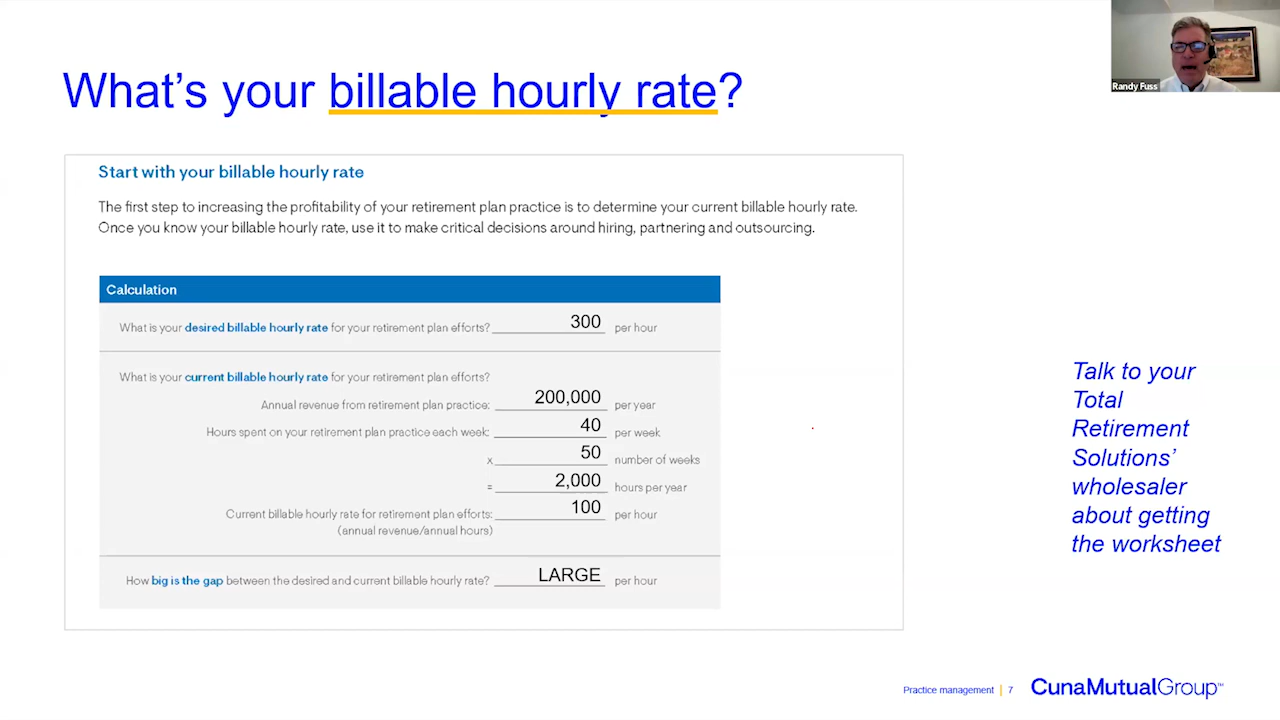 Randy Fuss
What's your billable hourly rate?
Start with your billable hourly rate
The first step to increasing the profitability of your retirement plan practice is to determine your current billable hourly rate.
Once you know your billable hourly rate, use it to make critical decisions around hiring, partnering and outsourcing.
Calculation
What is your desired billable hourly rate for your retirement plan efforts? 300 per hour
What is your current billable hourly rate for your retirement plan efforts?
Annual revenue from retirement plan practice: 200,000 per year
Hours spent on your retirement plan practice each week: 40 per week
x 50 number of weeks
= 2,000 hours per year
Current billable hourly rate for retirement plan efforts: 100 per hour
(annual revenue/annual hours)
How big is the gap between the desired and current billable hourly rate? LARGE per hour
Talk to your
Total
Retirement
Solutions'
wholesaler
about getting
the worksheet
Practice management | 7 CunaMutualGroup™